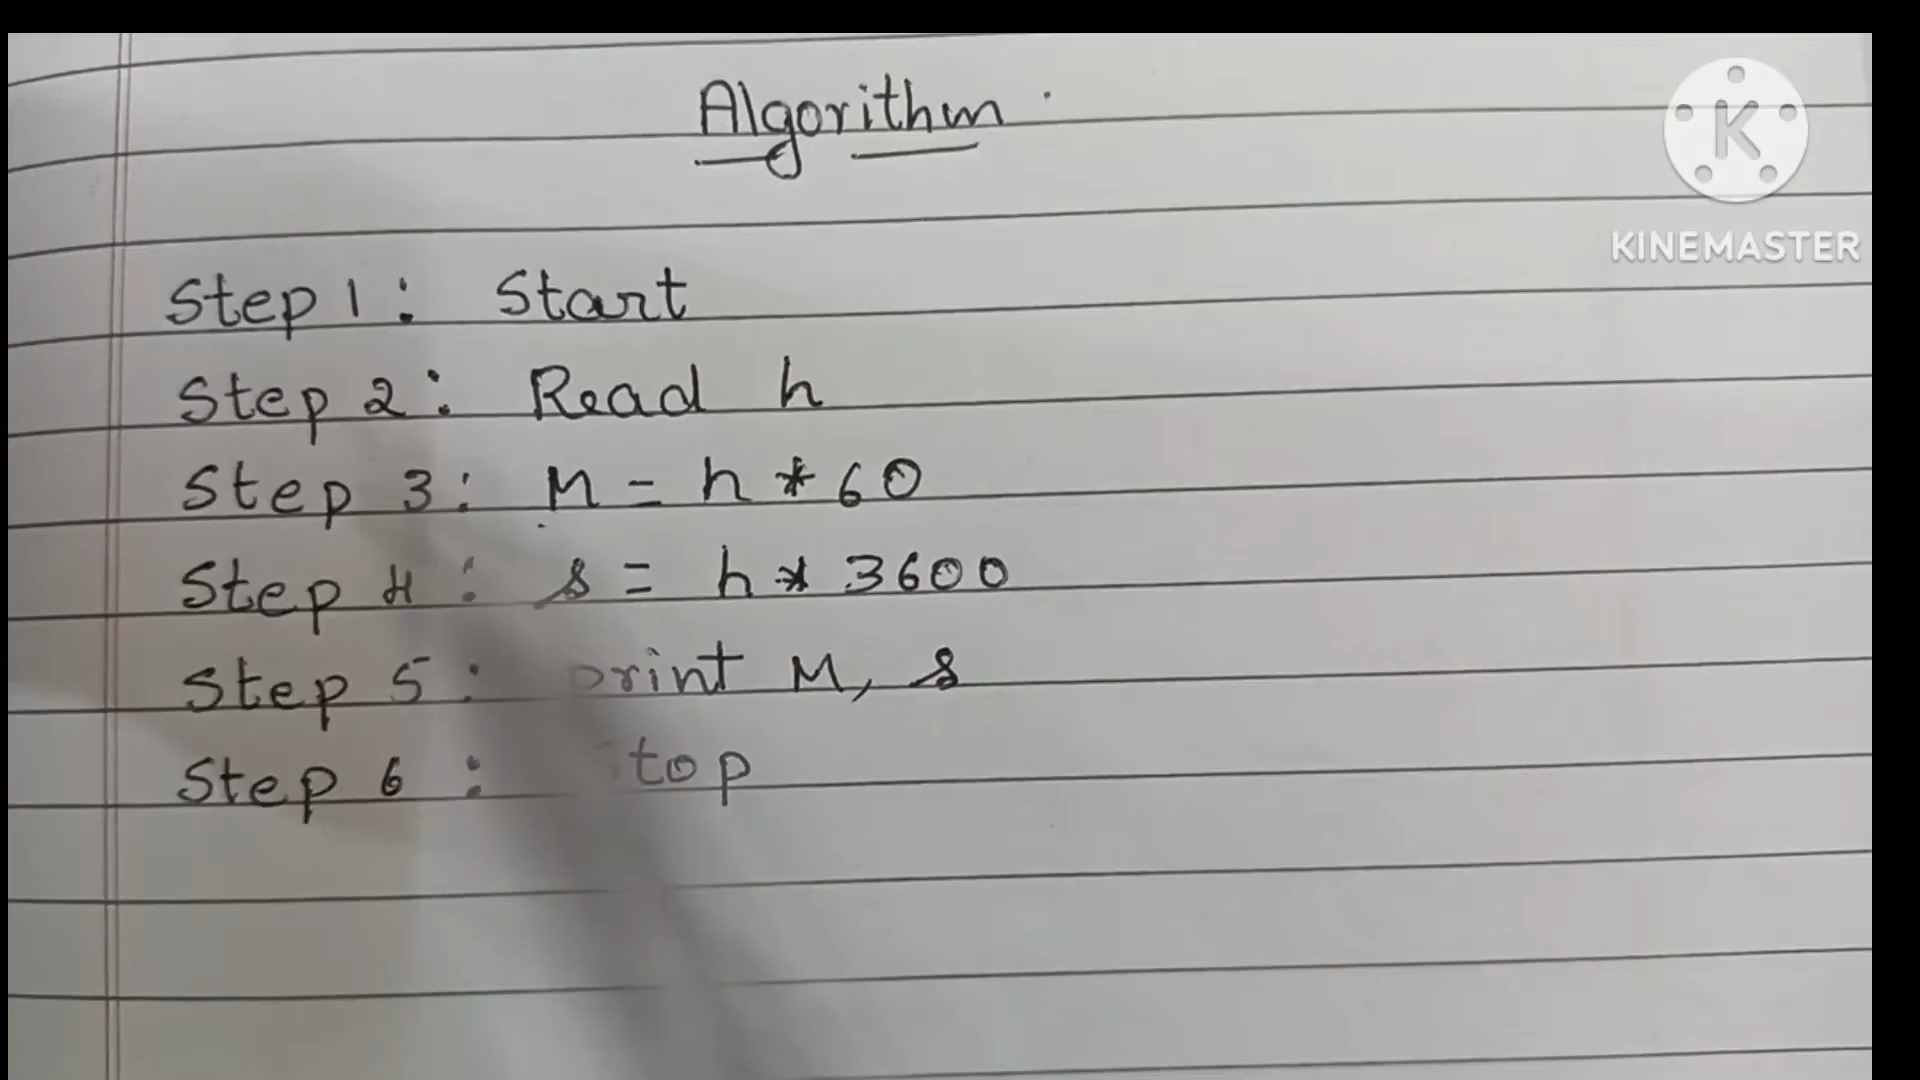 Algorithm
K
KINEMASTER
Step 1: Start
Step 2: Read h
Step 3: M = h * 60
Step 4: s = h * 3600
Step 5: print M, s
Step 6: Stop